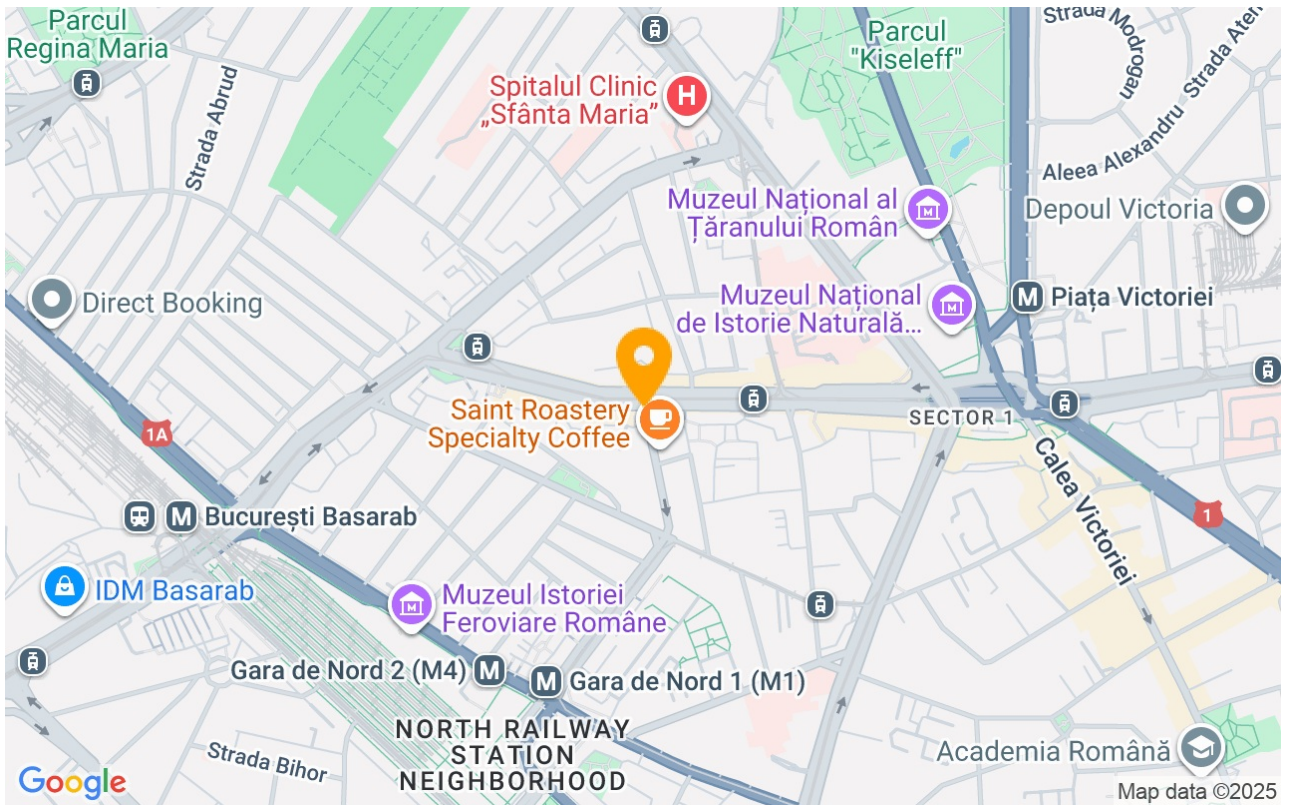 Parcul
Regina Maria
Strada Abrud
Spitalul Clinic
„Sfânta Maria”
H
Parcul
"Kiseleff"
Strada Modrogan
Strada Aten
Aleea Alexandru
Muzeul Național al
Țăranului Român
Depoul Victoria
Direct Booking
Muzeul Național
de Istorie Naturală...
M Piața Victoriei
Saint Roastery
Specialty Coffee
SECTOR 1
1A
Calea Victoriei
1
M București Basarab
IDM Basarab
Muzeul Istoriei
Feroviare Române
Gara de Nord 2 (M4) M
M Gara de Nord 1 (M1)
NORTH RAILWAY
STATION
NEIGHBORHOOD
Strada Bihor
Academia Română
Google
Map data ©2025